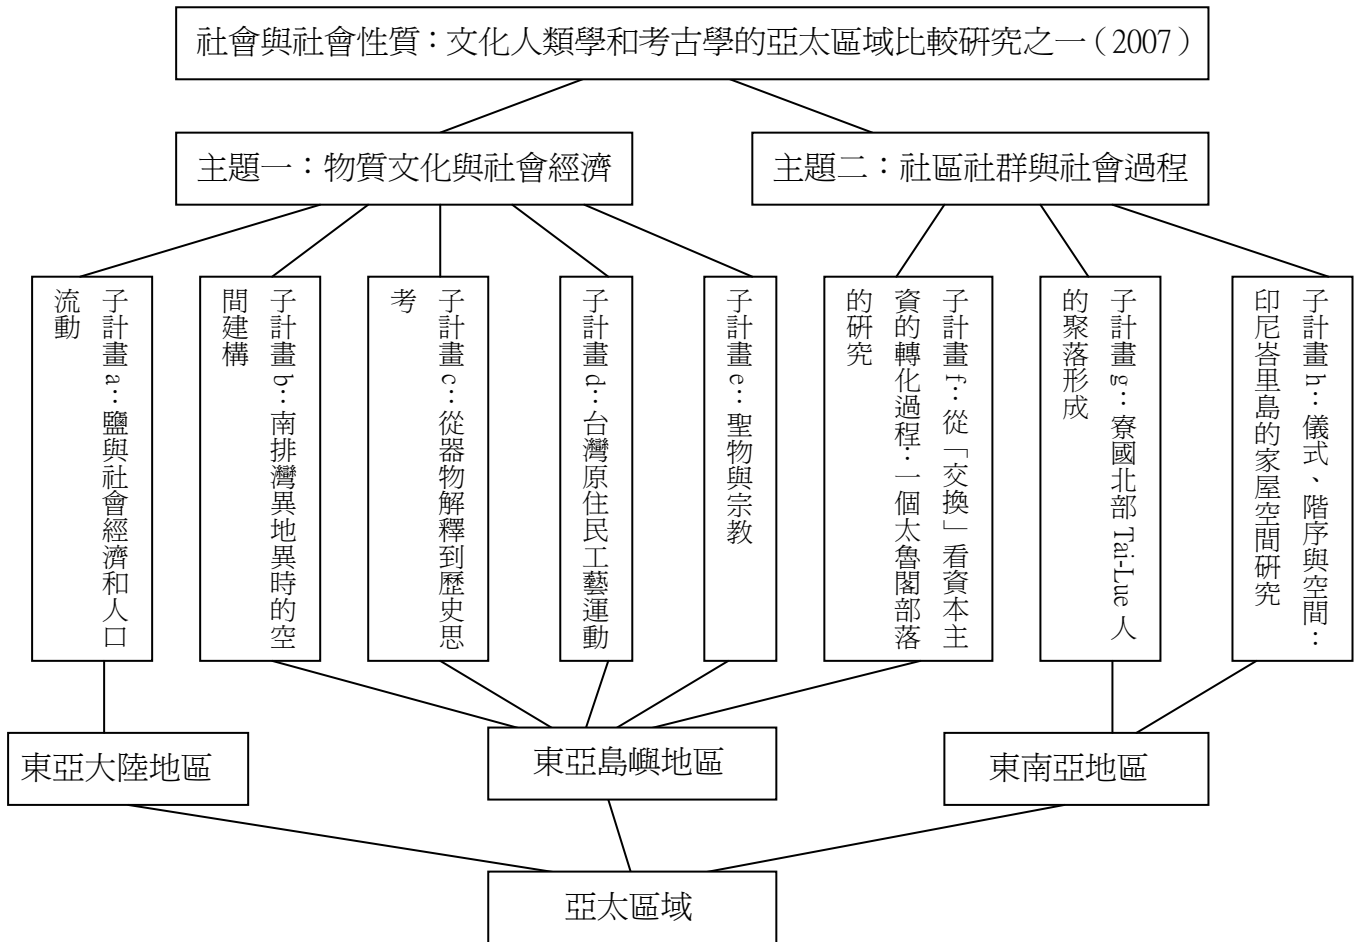 社會與社會性質：文化人類學和考古學的亞太區域比較研究之一（2007）
主題一：物質文化與社會經濟
主題二：社區社群與社會過程
子計畫 a：鹽與社會經濟和人口
流動
子計畫 b：南排灣異地異時的空
間建構
子計畫 c：從器物解釋到歷史思
考
子計畫 d：台灣原住民工藝運動
子計畫 e：聖物與宗教
子計畫 f：從「交換」看資本主
資的轉化過程：一個太魯閣部落
的研究
子計畫 g：寮國北部 Tai-Lue 人
的聚落形成
子計畫 h：儀式、階序與空間：
印尼峇里島的家屋空間研究
東亞大陸地區
東亞島嶼地區
東南亞地區
亞太區域